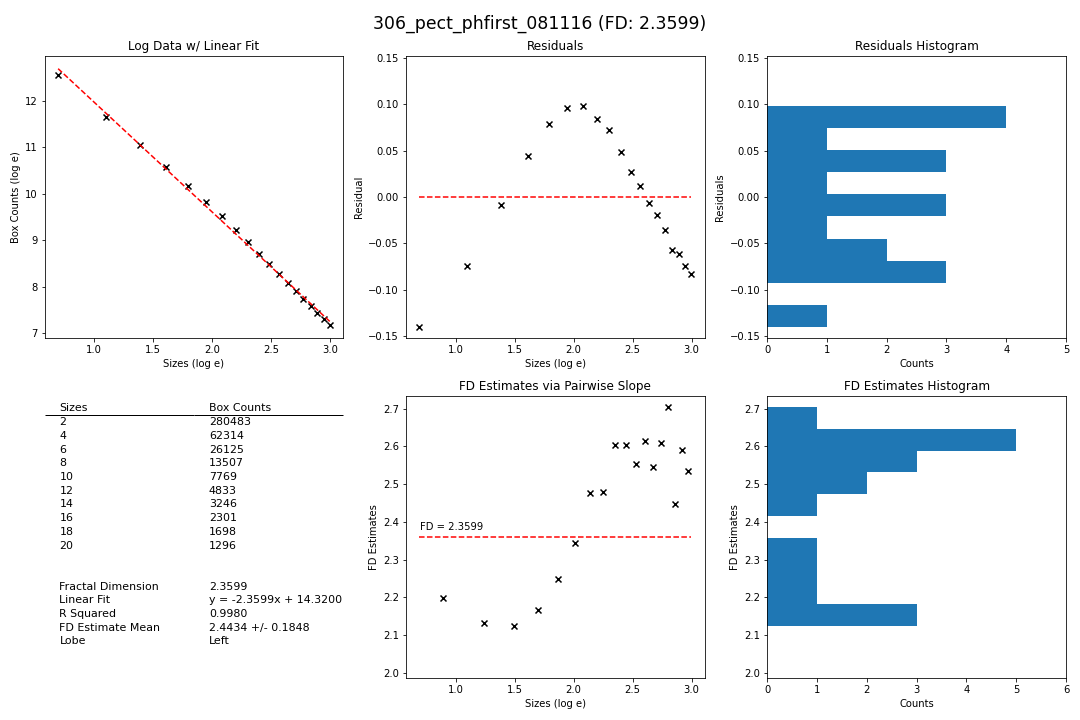 306_pect_phfirst_081116 (FD: 2.3599)
Log Data w/ Linear Fit
12
11
10
9
8
7
Box Counts (log e)
1.0 1.5 2.0 2.5 3.0
Sizes (log e)
Residuals
0.15
0.10
0.05
0.00
−0.05
−0.10
−0.15
Residual
1.0 1.5 2.0 2.5 3.0
Sizes (log e)
Residuals Histogram
0.15
0.10
0.05
0.00
−0.05
−0.10
−0.15
Residuals
0 1 2 3 4 5
Counts
Sizes Box Counts
2 280483
4 62314
6 26125
8 13507
10 7769
12 4833
14 3246
16 2301
18 1698
20 1296
Fractal Dimension 2.3599
Linear Fit y = -2.3599x + 14.3200
R Squared 0.9980
FD Estimate Mean 2.4434 +/- 0.1848
Lobe Left
FD Estimates via Pairwise Slope
2.7
2.6
2.5
2.4
2.3
2.2
2.1
2.0
FD Estimates
FD = 2.3599
1.0 1.5 2.0 2.5 3.0
Sizes (log e)
FD Estimates Histogram
2.7
2.6
2.5
2.4
2.3
2.2
2.1
2.0
FD Estimates
0 1 2 3 4 5 6
Counts